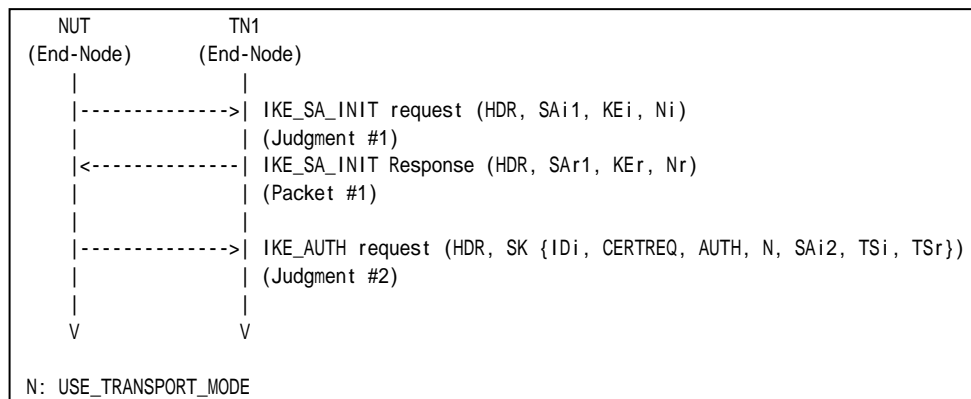 NUT TN1
(End-Node) (End-Node)
| |
|-------------->| IKE_SA_INIT request (HDR, SAi1, KEi, Ni)
| | (Judgment #1)
|<--------------| IKE_SA_INIT Response (HDR, SAr1, KEr, Nr)
| | (Packet #1)
| |
|-------------->| IKE_AUTH request (HDR, SK {IDi, CERTREQ, AUTH, N, SAi2, TSi, TSr})
| | (Judgment #2)
| |
V V
N: USE_TRANSPORT_MODE